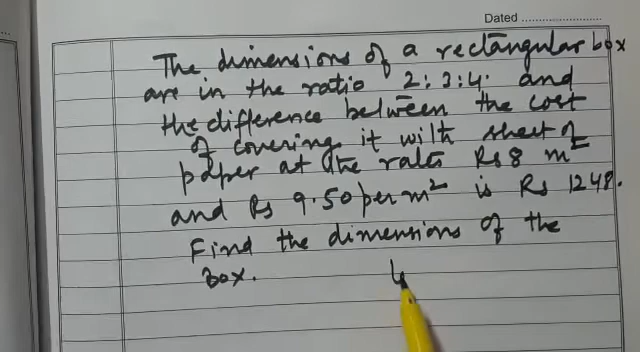 Dated
The dimensions of a rectangular box
are in the ratio 2:3:4. and
the difference between the cost
of covering it with sheet of
paper at the rates Rs 8 m²
and Rs 9.50 per m² is Rs 1248.
Find the dimensions of the
box.